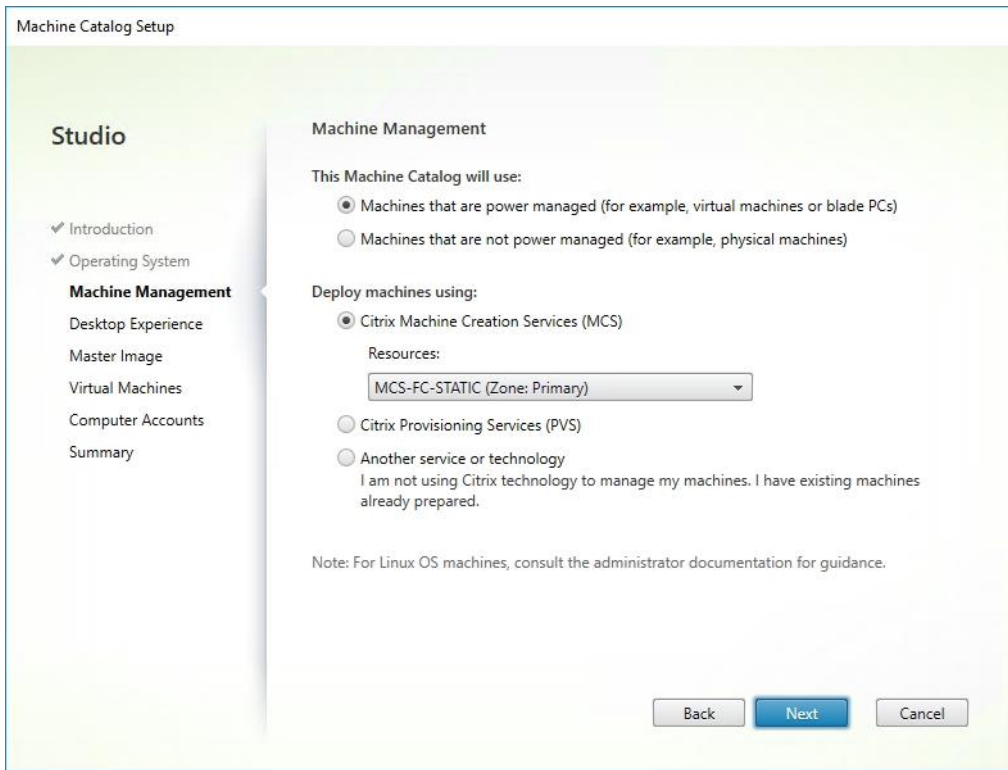 Machine Catalog Setup
Studio
Introduction
Operating System
Machine Management
Desktop Experience
Master Image
Virtual Machines
Computer Accounts
Summary
Machine Management
This Machine Catalog will use:
Machines that are power managed (for example, virtual machines or blade PCs)
Machines that are not power managed (for example, physical machines)
Deploy machines using:
Citrix Machine Creation Services (MCS)
Resources:
MCS-FC-STATIC (Zone: Primary)
Citrix Provisioning Services (PVS)
Another service or technology
I am not using Citrix technology to manage my machines. I have existing machines
already prepared.
Note: For Linux OS machines, consult the administrator documentation for guidance.
Back
Next
Cancel